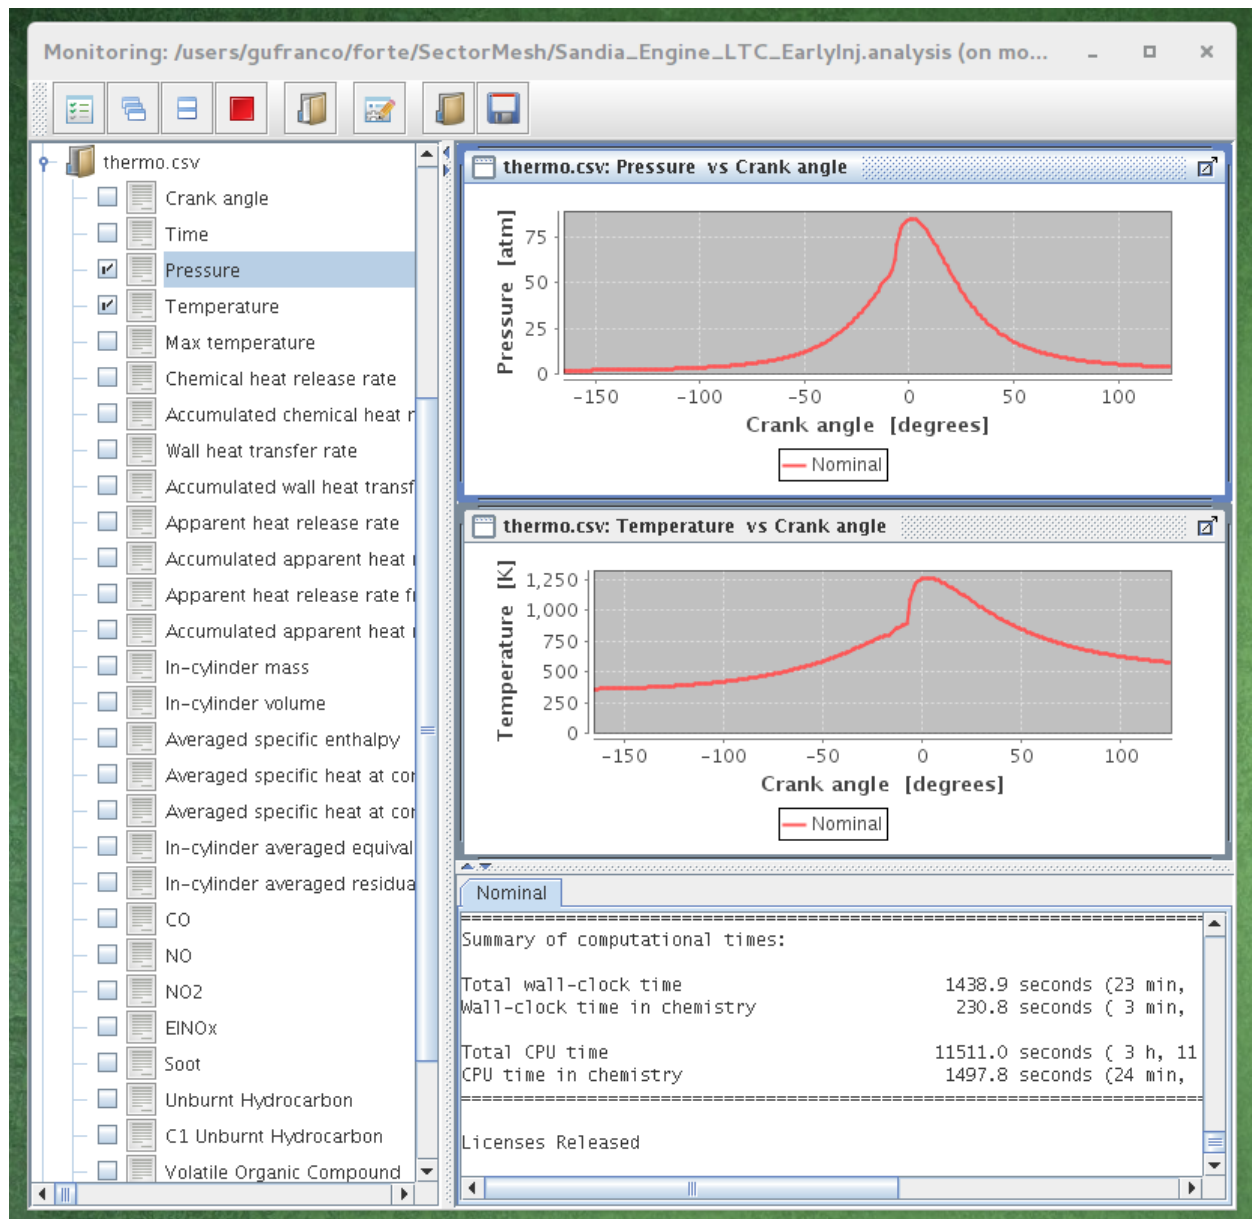 Monitoring: /users/gufranco/forte/SectorMesh/Sandia_Engine_LTC_EarlyInj.analysis (on mo...
thermo.csv
Crank angle
Time
Pressure
Temperature
Max temperature
Chemical heat release rate
Accumulated chemical heat r
Wall heat transfer rate
Accumulated wall heat transf
Apparent heat release rate
Accumulated apparent heat
Apparent heat release rate
Accumulated apparent heat
In-cylinder mass
In-cylinder volume
Averaged specific enthalpy
Averaged specific heat at cor
Averaged specific heat at cor
In-cylinder averaged equival
In-cylinder averaged residua
CO
NO
NO2
EINOx
Soot
Unburnt Hydrocarbon
C1 Unburnt Hydrocarbon
Volatile Organic Compound
thermo.csv: Pressure vs Crank angle
Pressure [atm]
75
50
25
0
-150 -100 -50 0 50 100
Crank angle [degrees]
Nominal
thermo.csv: Temperature vs Crank angle
Temperature [K]
1,250
1,000
750
500
250
0
-150 -100 -50 0 50 100
Crank angle [degrees]
Nominal
Nominal
================================================================
Summary of computational times:
Total wall-clock time 1438.9 seconds (23 min,
Wall-clock time in chemistry 230.8 seconds ( 3 min,
Total CPU time 11511.0 seconds ( 3 h, 11
CPU time in chemistry 1497.8 seconds (24 min,
================================================================
Licenses Released